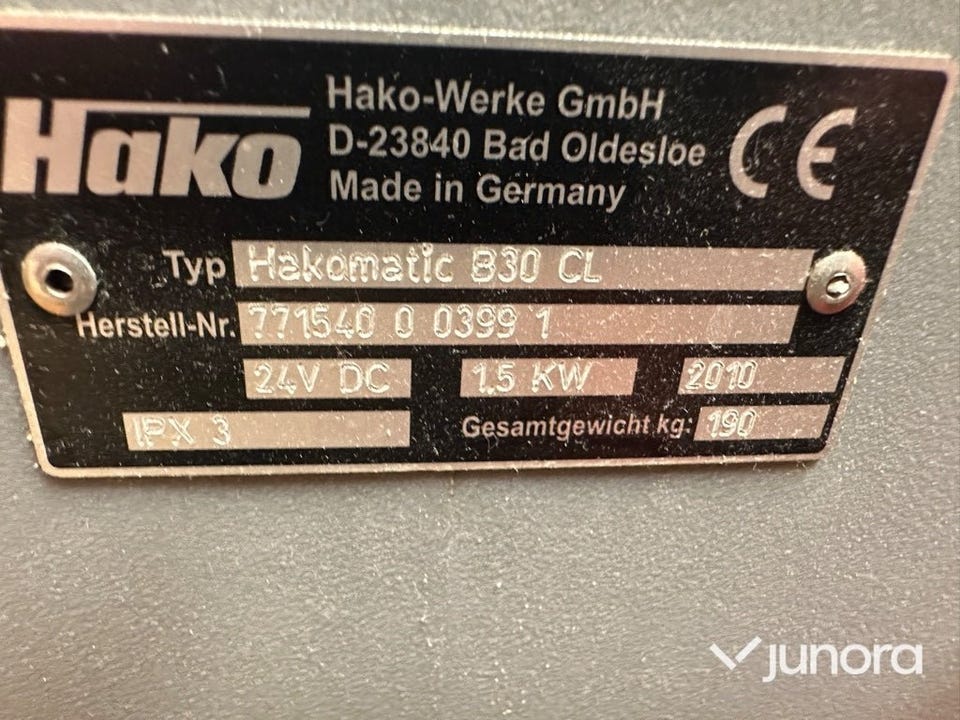 Hako
Hako-Werke GmbH
D-23840 Bad Oldesloe
Made in Germany
CE
Typ Hakomatic B30 CL
Herstell-Nr. 771540 0 0399 1
24V DC 1.5 KW 2010
IPX 3 Gesamtgewicht kg: 190
junora